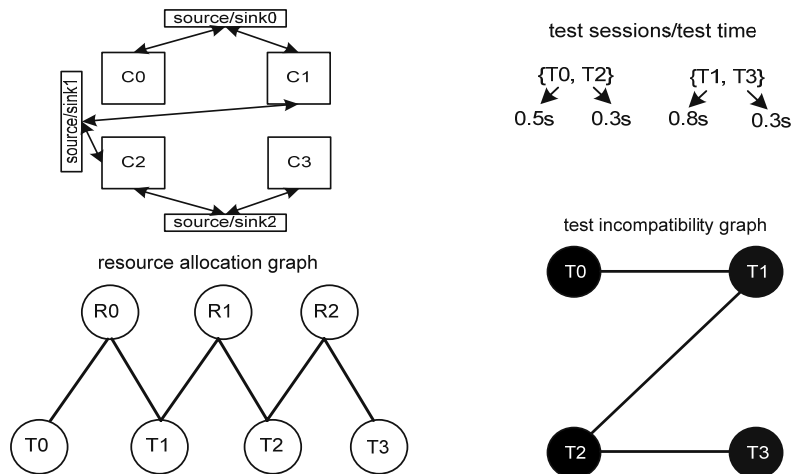 source/sink0
test sessions/test time
C0
C1
{T0, T2}
{T1, T3}
source/sink1
0.5s
0.3s
0.8s
0.3s
C2
C3
source/sink2
test incompatibility graph
resource allocation graph
T0
T1
R0
R1
R2
T0
T1
T2
T3
T2
T3